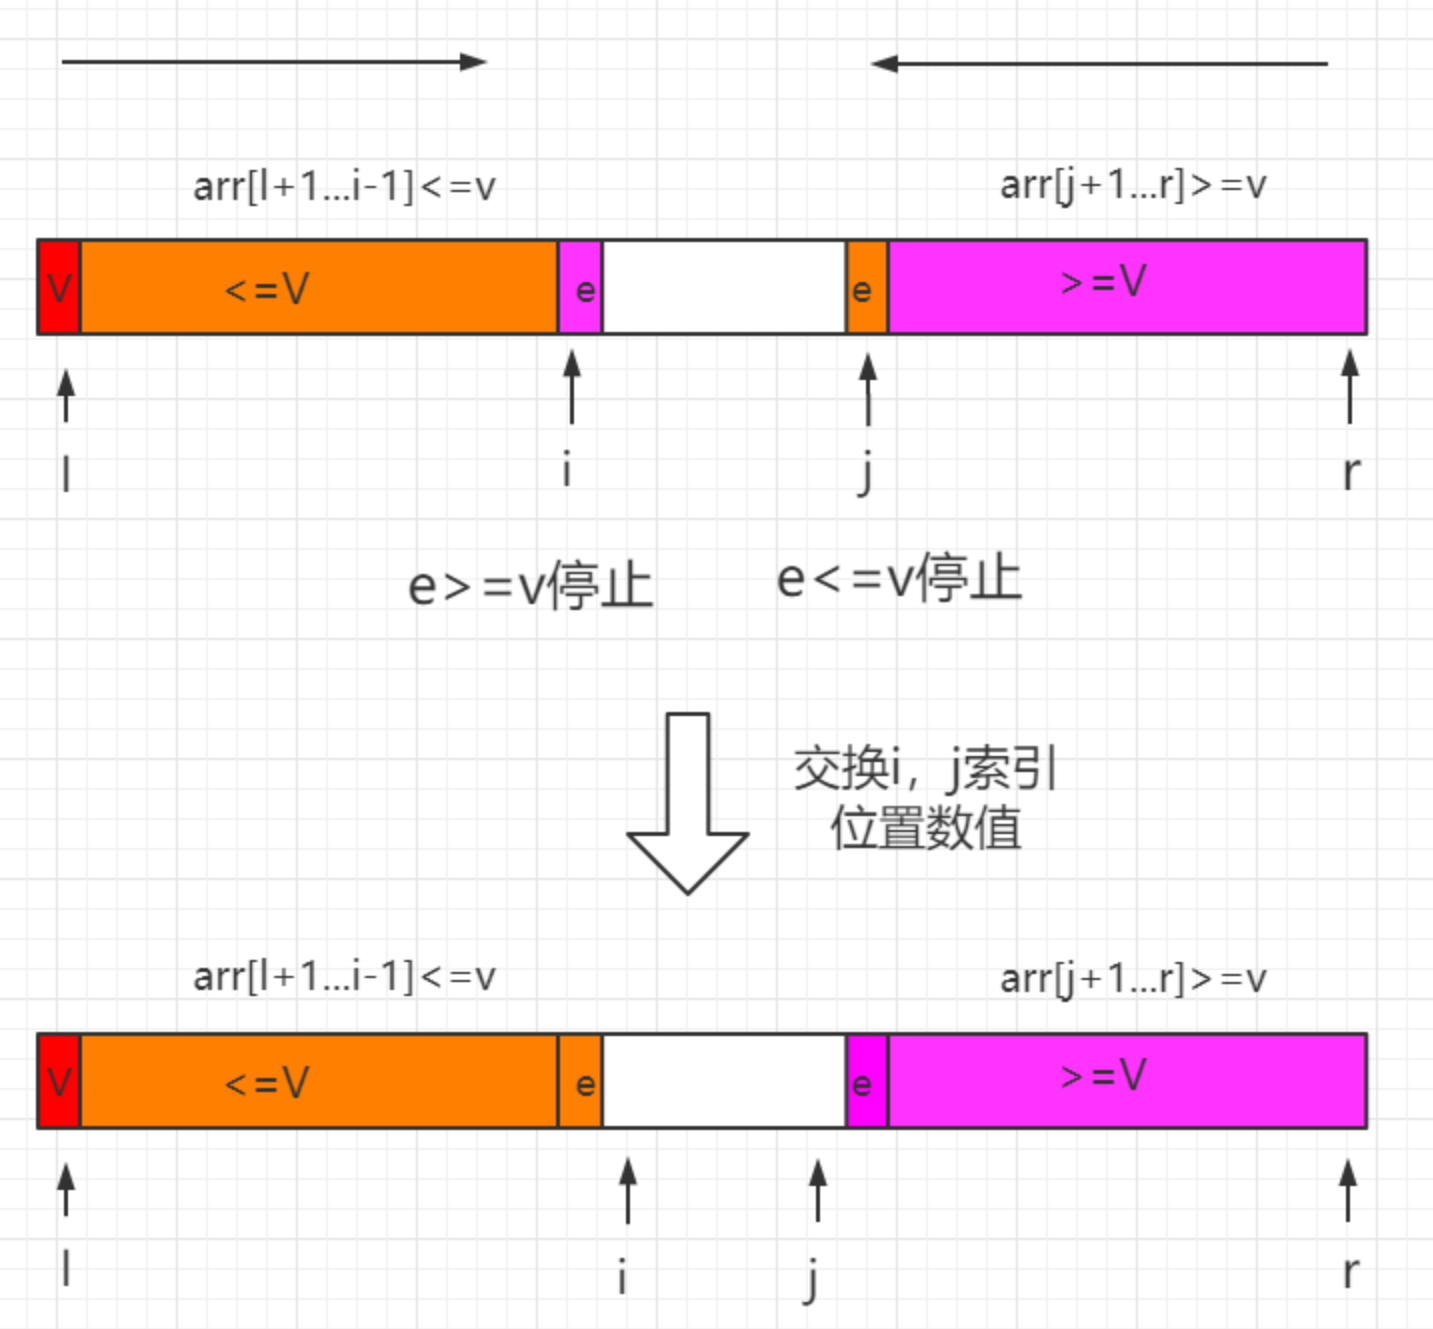 arr[l+1...i-1]<=v
arr[j+1...r]>=v
V
<=V
e
e
>=V
l
i
j
r
e>=v停止
e<=v停止
交换i，j索引
位置数值
arr[l+1...i-1]<=v
arr[j+1...r]>=v
V
<=V
e
e
>=V
l
i
j
r